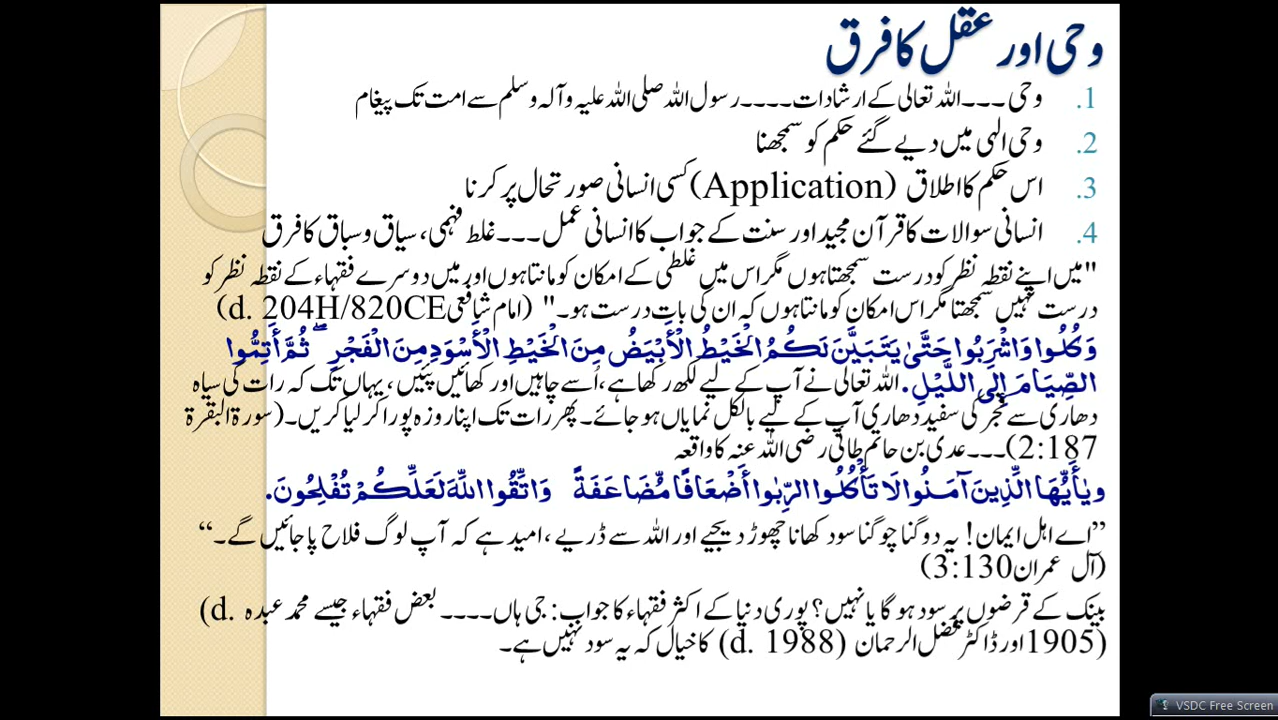 وحی اور عقل کا فرق
1. وحی ۔۔۔اللہ تعالی کے ارشادات۔۔۔۔رسول اللہ صلی اللہ علیہ وآلہ وسلم سے امت تک پیغام
2. وحی الہی میں دیے گئے حکم کو سمجھنا
3. اس حکم کا اطلاق (Application) کسی انسانی صورتحال پر کرنا
4. انسانی سوالات کا قرآن مجید اور سنت کے جواب کا انسانی عمل۔۔۔غلط فہمی، سیاق و سباق کا فرق
"میں اپنے نقطہ نظر کو درست سمجھتا ہوں مگر اس میں غلطی کے امکان کو مانتا ہوں اور میں دوسرے فقہاء کے نقطہ نظر کو
درست نہیں سمجھتا مگر اس امکان کو مانتا ہوں کہ ان کی بات درست ہو۔" (امام شافعی d. 204H/820CE)
وَكُلُوا وَاشْرَبُوا حَتَّىٰ يَتَبَيَّنَ لَكُمُ الْخَيْطُ الْأَبْيَضُ مِنَ الْخَيْطِ الْأَسْوَدِ مِنَ الْفَجْرِ ۖ ثُمَّ أَتِمُّوا
الصِّيَامَ إِلَى اللَّيْلِ. اللہ تعالی نے آپ کے لیے لکھ رکھا ہے، اُسے چاہیں اور کھائیں پئیں، یہاں تک کہ رات کی سیاہ
دھاری سے فجر کی سفید دھاری آپ کے لیے بالکل نمایاں ہو جائے۔ پھر رات تک اپنا روزہ پورا کر لیا کریں۔(سورۃ البقرۃ
2:187)۔۔۔عدی بن حاتم طائی رضی اللہ عنہ کا واقعہ
ويٰأَيُّهَا الَّذِينَ آمَنُوا لَا تَأْكُلُوا الرِّبٰوا أَضْعَافًا مُّضَاعَفَةً وَاتَّقُوا اللَّهَ لَعَلَّكُمْ تُفْلِحُونَ.
”اے اہل ایمان! یہ دو گنا چوگنا سود کھانا چھوڑ دیجیے اور اللہ سے ڈریے، امید ہے کہ آپ لوگ فلاح پا جائیں گے۔“
(آل عمران 3:130)
بینک کے قرضوں پر سود ہو گا یا نہیں؟ پوری دنیا کے اکثر فقہاء کا جواب: جی ہاں۔۔۔۔ بعض فقہاء جیسے محمد عبدہ (d.
1905) اور ڈاکٹر فضل الرحمان (d. 1988) کا خیال کہ یہ سود نہیں ہے۔
VSDC Free Screen